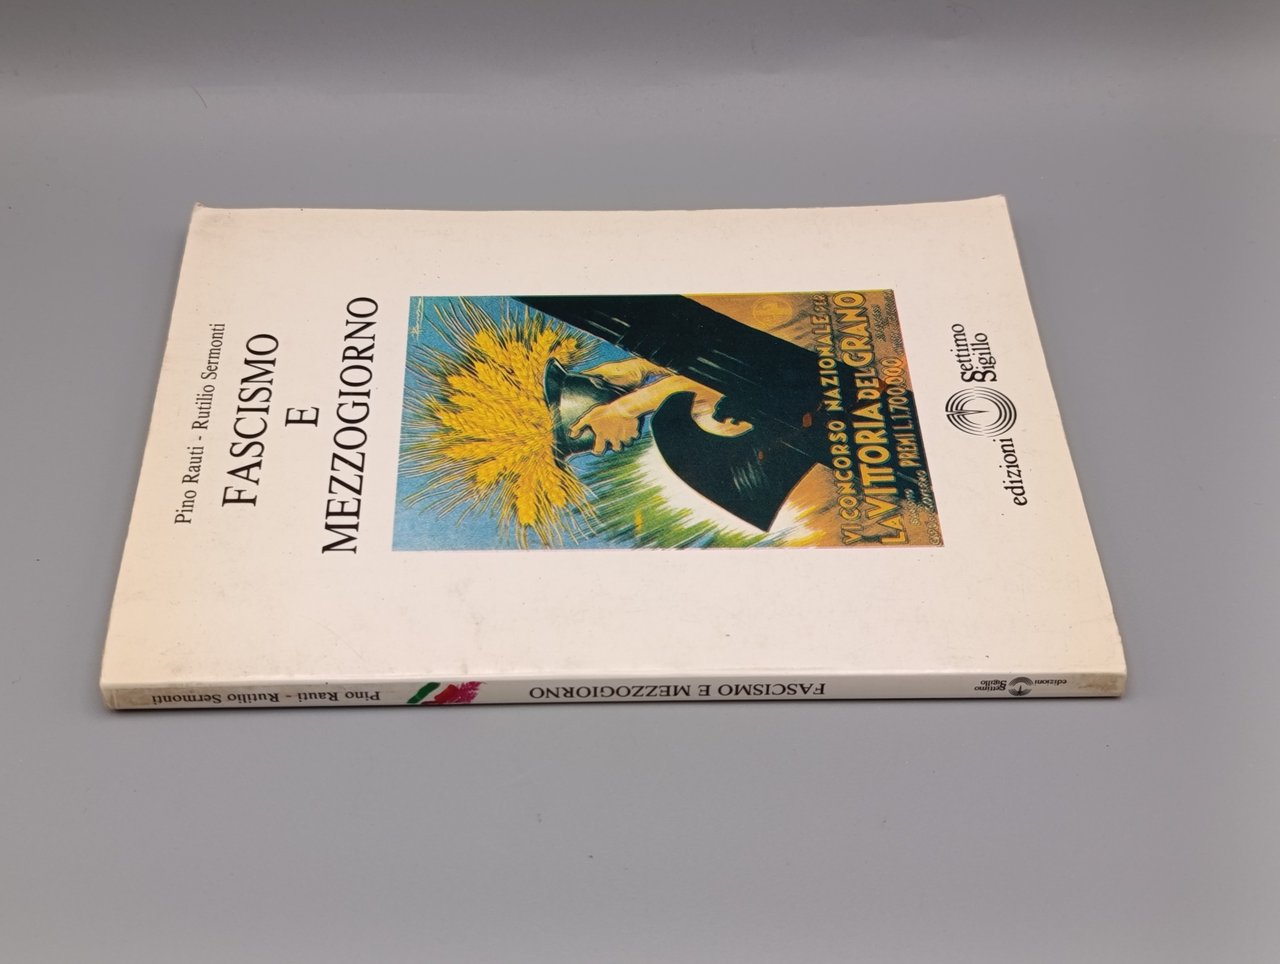 Pino Rauti - Rutilio Sermonti
FASCISMO
E
MEZZOGIORNO
VI CONCORSO NAZIONALE PER
LA VITTORIA DEL GRANO
PREMI L.1.700.000
edizioni
Settimo
Sigillo
Pino Rauti - Rutilio Sermonti
FASCISMO E MEZZOGIORNO
edizioni
Settimo
Sigillo